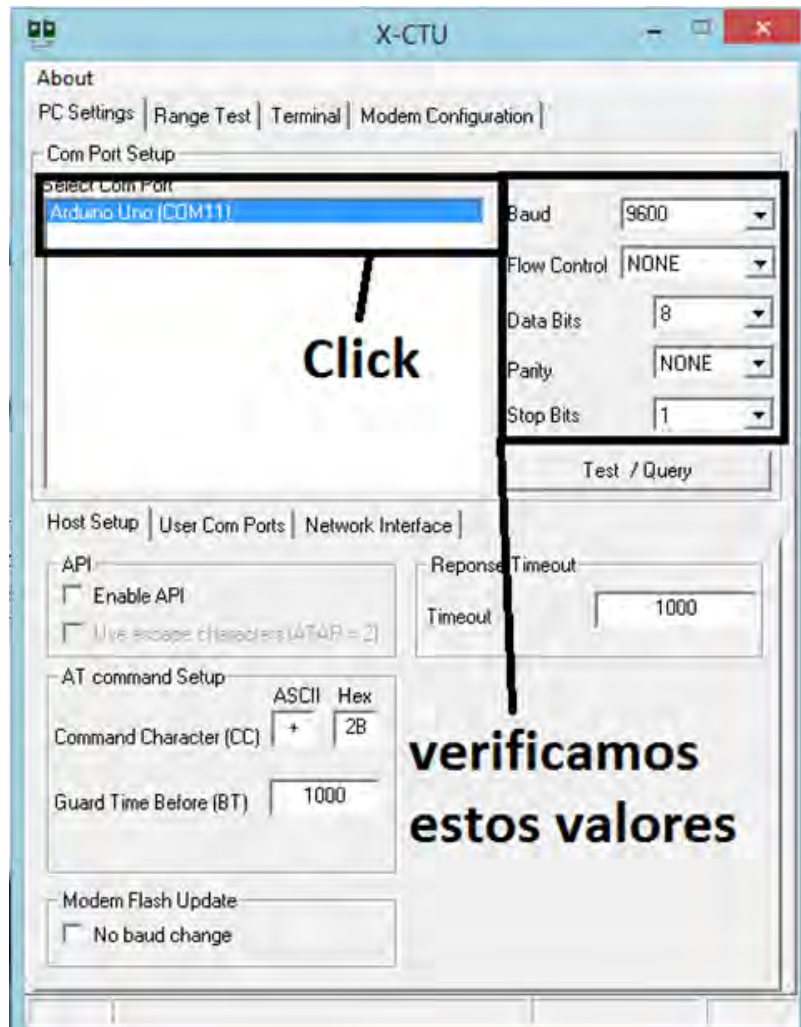 X-CTU
About
PC Settings Range Test Terminal Modem Configuration
Com Port Setup
Select Com Port
Arduino Uno (COM11)
Baud 9600
Flow Control NONE
Data Bits 8
Parity NONE
Stop Bits 1
Click
Test / Query
Host Setup User Com Ports Network Interface
API
Enable API
Use escape characters (ATAP = 2)
Reponse Timeout
Timeout 1000
AT command Setup
ASCII Hex
Command Character (CC) + 2B
Guard Time Before (BT) 1000
verificamos
estos valores
Modem Flash Update
No baud change